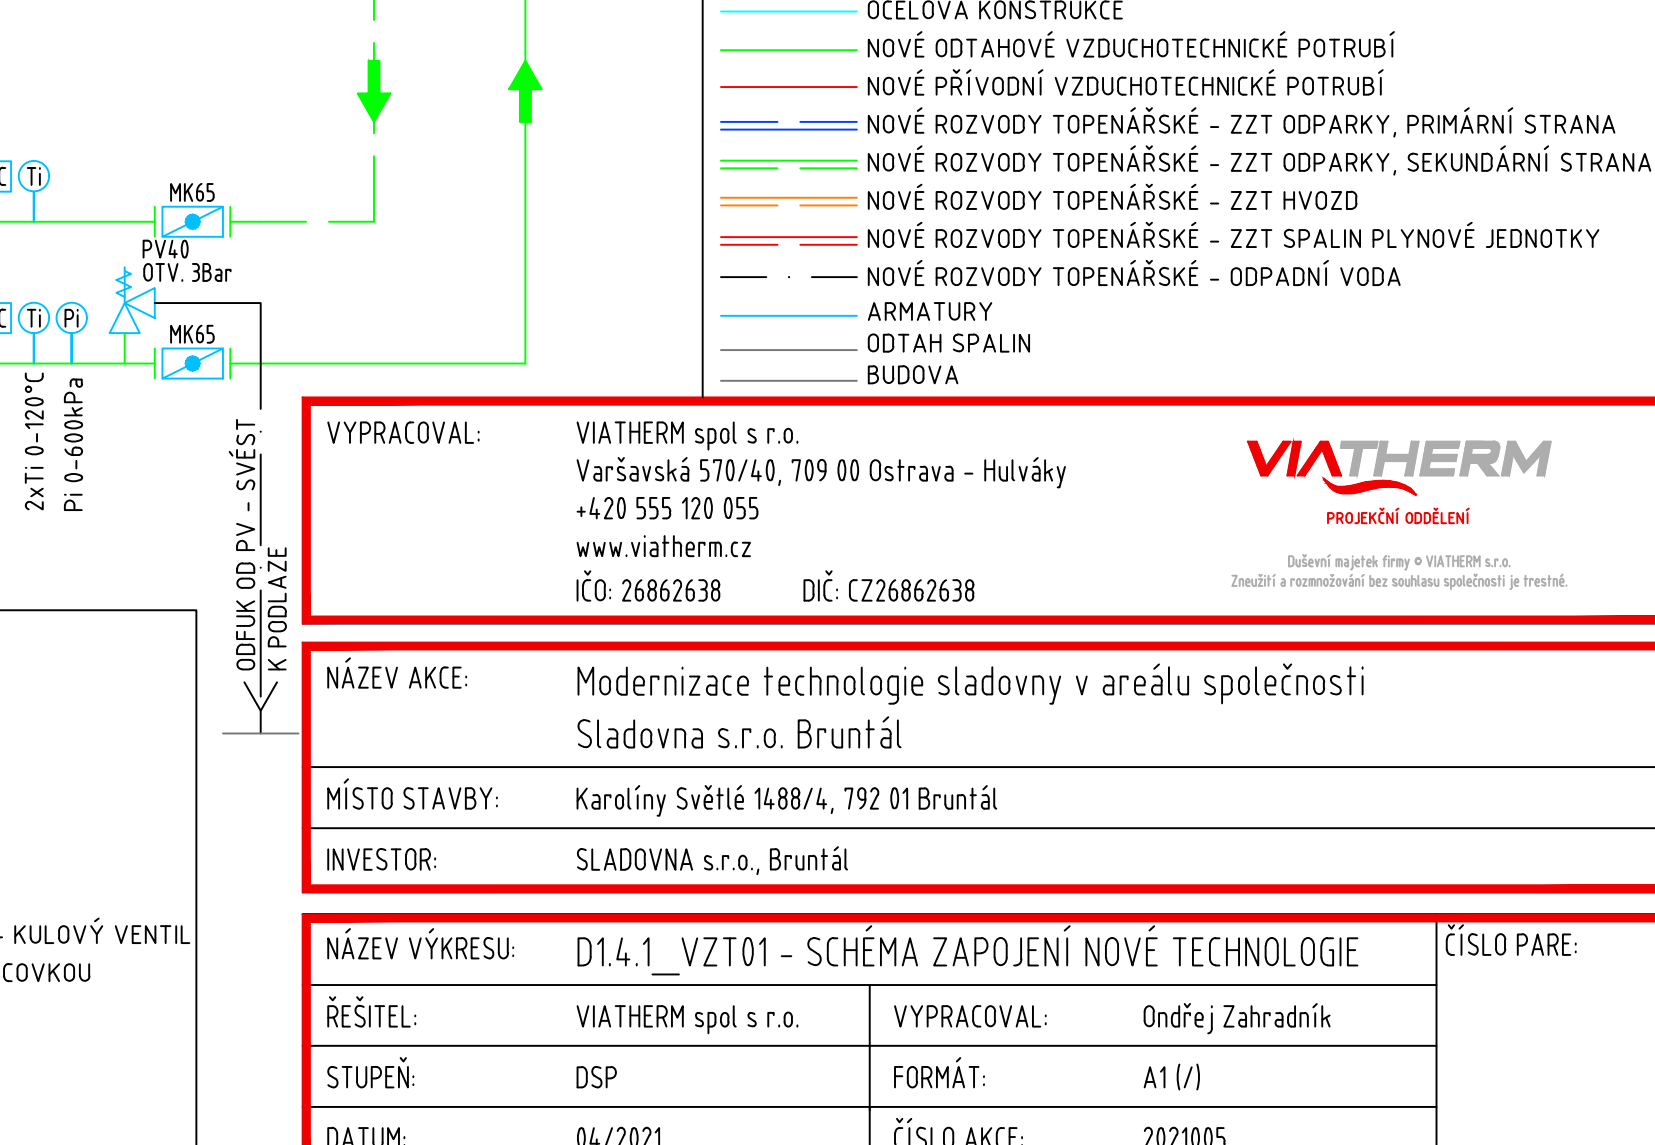 OCELOVÁ KONSTRUKCE
NOVÉ ODTAHOVÉ VZDUCHOTECHNICKÉ POTRUBÍ
NOVÉ PŘÍVODNÍ VZDUCHOTECHNICKÉ POTRUBÍ
NOVÉ ROZVODY TOPENÁŘSKÉ - ZZT ODPARKY, PRIMÁRNÍ STRANA
NOVÉ ROZVODY TOPENÁŘSKÉ - ZZT ODPARKY, SEKUNDÁRNÍ STRANA
NOVÉ ROZVODY TOPENÁŘSKÉ - ZZT HVOZD
NOVÉ ROZVODY TOPENÁŘSKÉ - ZZT SPALIN PLYNOVÉ JEDNOTKY
NOVÉ ROZVODY TOPENÁŘSKÉ - ODPADNÍ VODA
ARMATURY
ODTAH SPALIN
BUDOVA
C Ti
MK65
PV40
OTV. 3Bar
C Ti Pi
MK65
2xTi 0-120°C
Pi 0-600kPa
ODFUK OD PV - SVÉST
K PODLAZE
- KULOVÝ VENTIL
COVKOU
VYPRACOVAL: VIATHERM spol s r.o.
Varšavská 570/40, 709 00 Ostrava - Hulváky
+420 555 120 055
www.viatherm.cz
IČO: 26862638 DIČ: CZ26862638
VIATHERM
PROJEKČNÍ ODDĚLENÍ
Duševní majetek firmy © VIATHERM s.r.o.
Zneužití a rozmnožování bez souhlasu společnosti je trestné.
NÁZEV AKCE: Modernizace technologie sladovny v areálu společnosti
Sladovna s.r.o. Bruntál
MÍSTO STAVBY: Karolíny Světlé 1488/4, 792 01 Bruntál
INVESTOR: SLADOVNA s.r.o., Bruntál
NÁZEV VÝKRESU: D1.4.1_VZT01 - SCHÉMA ZAPOJENÍ NOVÉ TECHNOLOGIE
ČÍSLO PARE:
ŘEŠITEL: VIATHERM spol s r.o. VYPRACOVAL: Ondřej Zahradník
STUPEŇ: DSP FORMÁT: A1 (/)
DATUM: 04/2021 ČÍSLO AKCE: 2021005